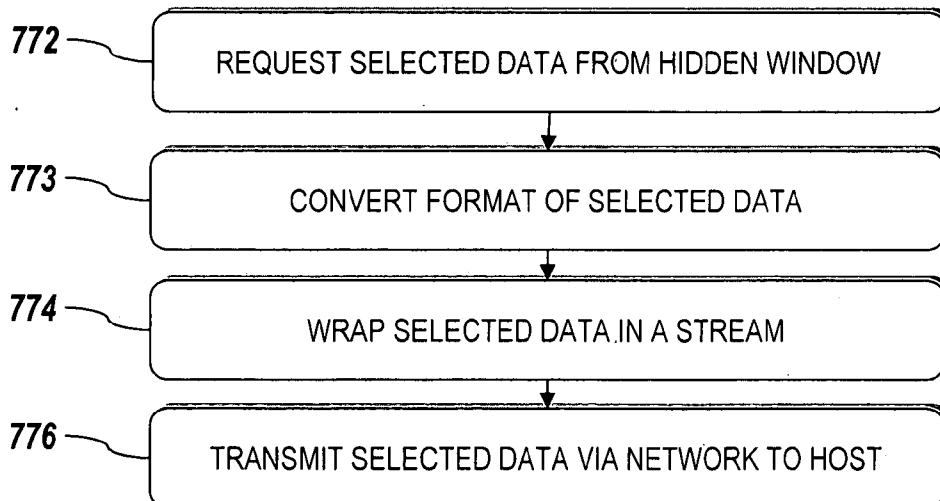 772
REQUEST SELECTED DATA FROM HIDDEN WINDOW
773
CONVERT FORMAT OF SELECTED DATA
774
WRAP SELECTED DATA IN A STREAM
776
TRANSMIT SELECTED DATA VIA NETWORK TO HOST